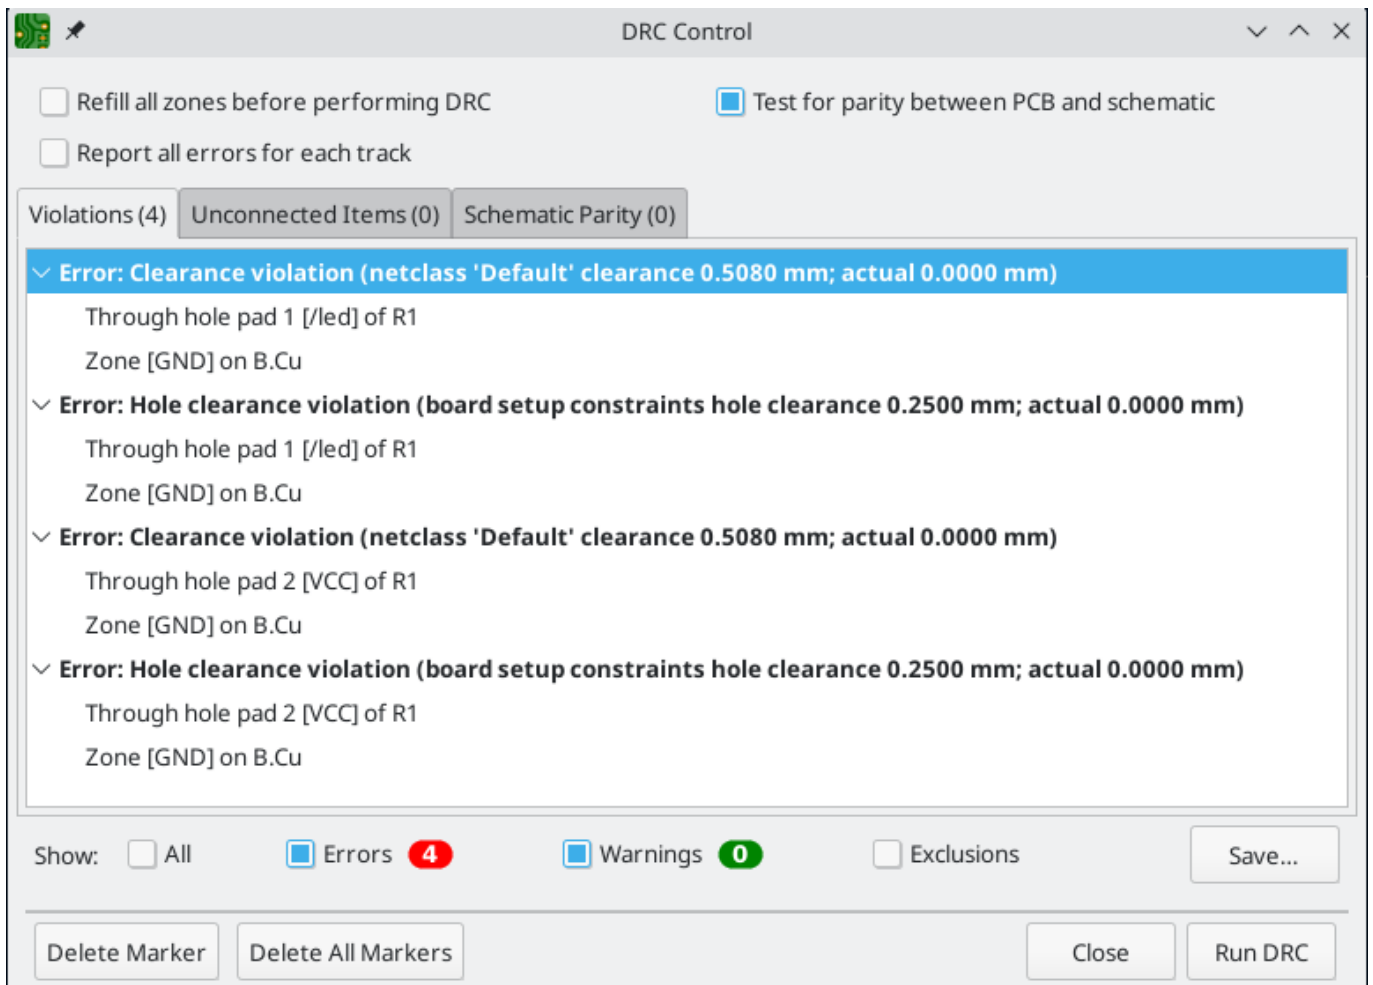 DRC Control
Refill all zones before performing DRC
Test for parity between PCB and schematic
Report all errors for each track
Violations (4)
Unconnected Items (0)
Schematic Parity (0)
Error: Clearance violation (netclass 'Default' clearance 0.5080 mm; actual 0.0000 mm)
Through hole pad 1 [/led] of R1
Zone [GND] on B.Cu
Error: Hole clearance violation (board setup constraints hole clearance 0.2500 mm; actual 0.0000 mm)
Through hole pad 1 [/led] of R1
Zone [GND] on B.Cu
Error: Clearance violation (netclass 'Default' clearance 0.5080 mm; actual 0.0000 mm)
Through hole pad 2 [VCC] of R1
Zone [GND] on B.Cu
Error: Hole clearance violation (board setup constraints hole clearance 0.2500 mm; actual 0.0000 mm)
Through hole pad 2 [VCC] of R1
Zone [GND] on B.Cu
Show:
All
Errors 4
Warnings 0
Exclusions
Save...
Delete Marker
Delete All Markers
Close
Run DRC